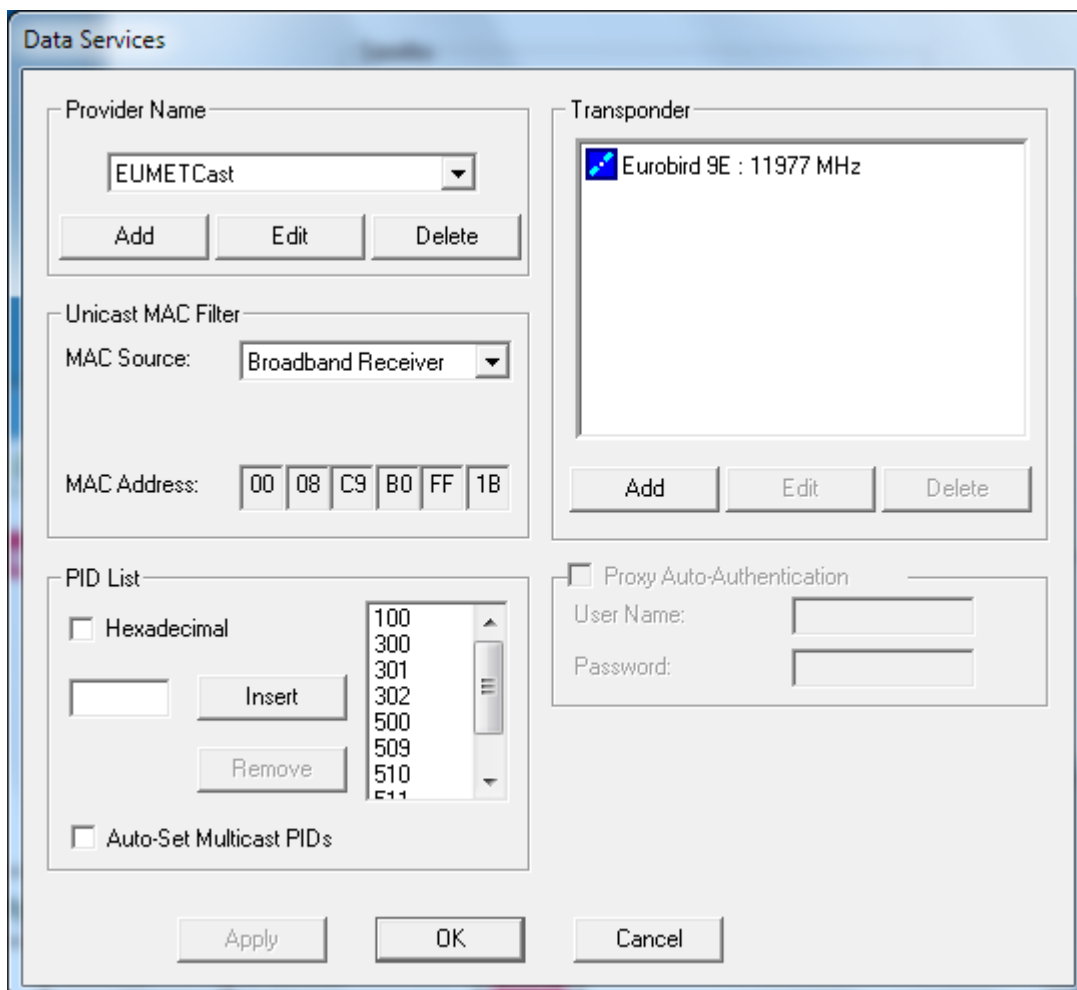 Data Services
Provider Name
EUMETCast
Add Edit Delete
Unicast MAC Filter
MAC Source: Broadband Receiver
MAC Address: 00 08 C9 B0 FF 1B
PID List
Hexadecimal
Insert
Remove
100
300
301
302
500
509
510
511
Auto-Set Multicast PIDs
Transponder
Eurobird 9E : 11977 MHz
Add Edit Delete
Proxy Auto-Authentication
User Name:
Password:
Apply OK Cancel